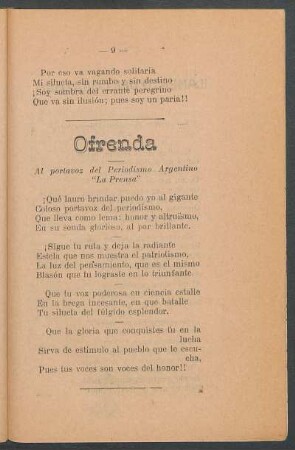 — 9 —
Por eso va vagando solitaria
Mi silueta, sin rumbo y sin destino
¡Soy sombra del errante peregrino
Que va sin ilusión; pues soy un paria!!
Ofrenda
Al portavoz del Periodismo Argentino
"La Prensa"
¡Qué lauro brindar puedo yo al gigante
Coloso portavoz del periodismo,
Que lleva como lema: honor y altruismo,
En su senda gloriosa, al par brillante.
¡Sigue tu ruta y deja la radiante
Estela que nos muestra el patriotismo,
La luz del pensamiento, que es el mismo
Blasón que tu lograste en lo triunfante
Que tu voz poderosa en ciencia estalle
En la brega incesante, en que batalle
Tu silueta del fúlgido esplendor.
Que la gloria que conquistes tu en la
lucha
Sirva de estímulo al pueblo que te escu-
cha,
Pues tus voces son voces del honor!!